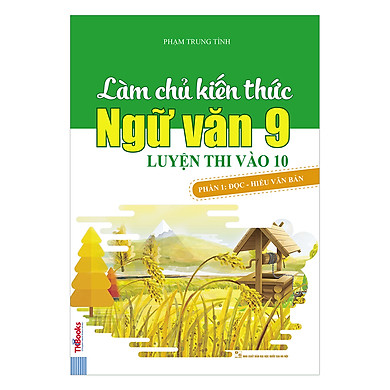 PHẠM TRUNG TÌNH
Làm chủ kiến thức
Ngữ văn 9
LUYỆN THI VÀO 10
PHẦN 1: ĐỌC - HIỂU VĂN BẢN
THBooks